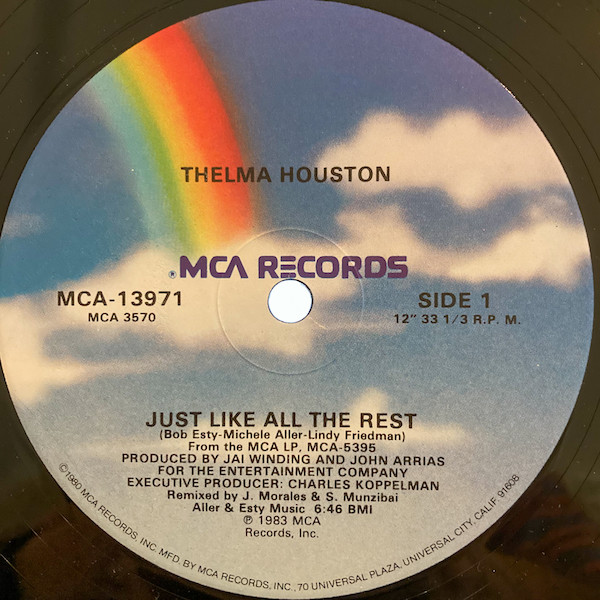 THELMA HOUSTON
® MCA RECORDS
MCA-13971
MCA 3570
SIDE 1
12" 33 1/3 R. P. M.
JUST LIKE ALL THE REST
(Bob Esty-Michele Aller-Lindy Friedman)
From the MCA LP, MCA-5395
PRODUCED BY JAI WINDING AND JOHN ARRIAS
FOR THE ENTERTAINMENT COMPANY
EXECUTIVE PRODUCER: CHARLES KOPPELMAN
Remixed by J. Morales & S. Munzibai
Aller & Esty Music 6:46 BMI
℗ 1983 MCA
Records, Inc.
©1980 MCA RECORDS, INC. MFD. BY MCA RECORDS, INC., 70 UNIVERSAL PLAZA, UNIVERSAL CITY, CALIF. 91608